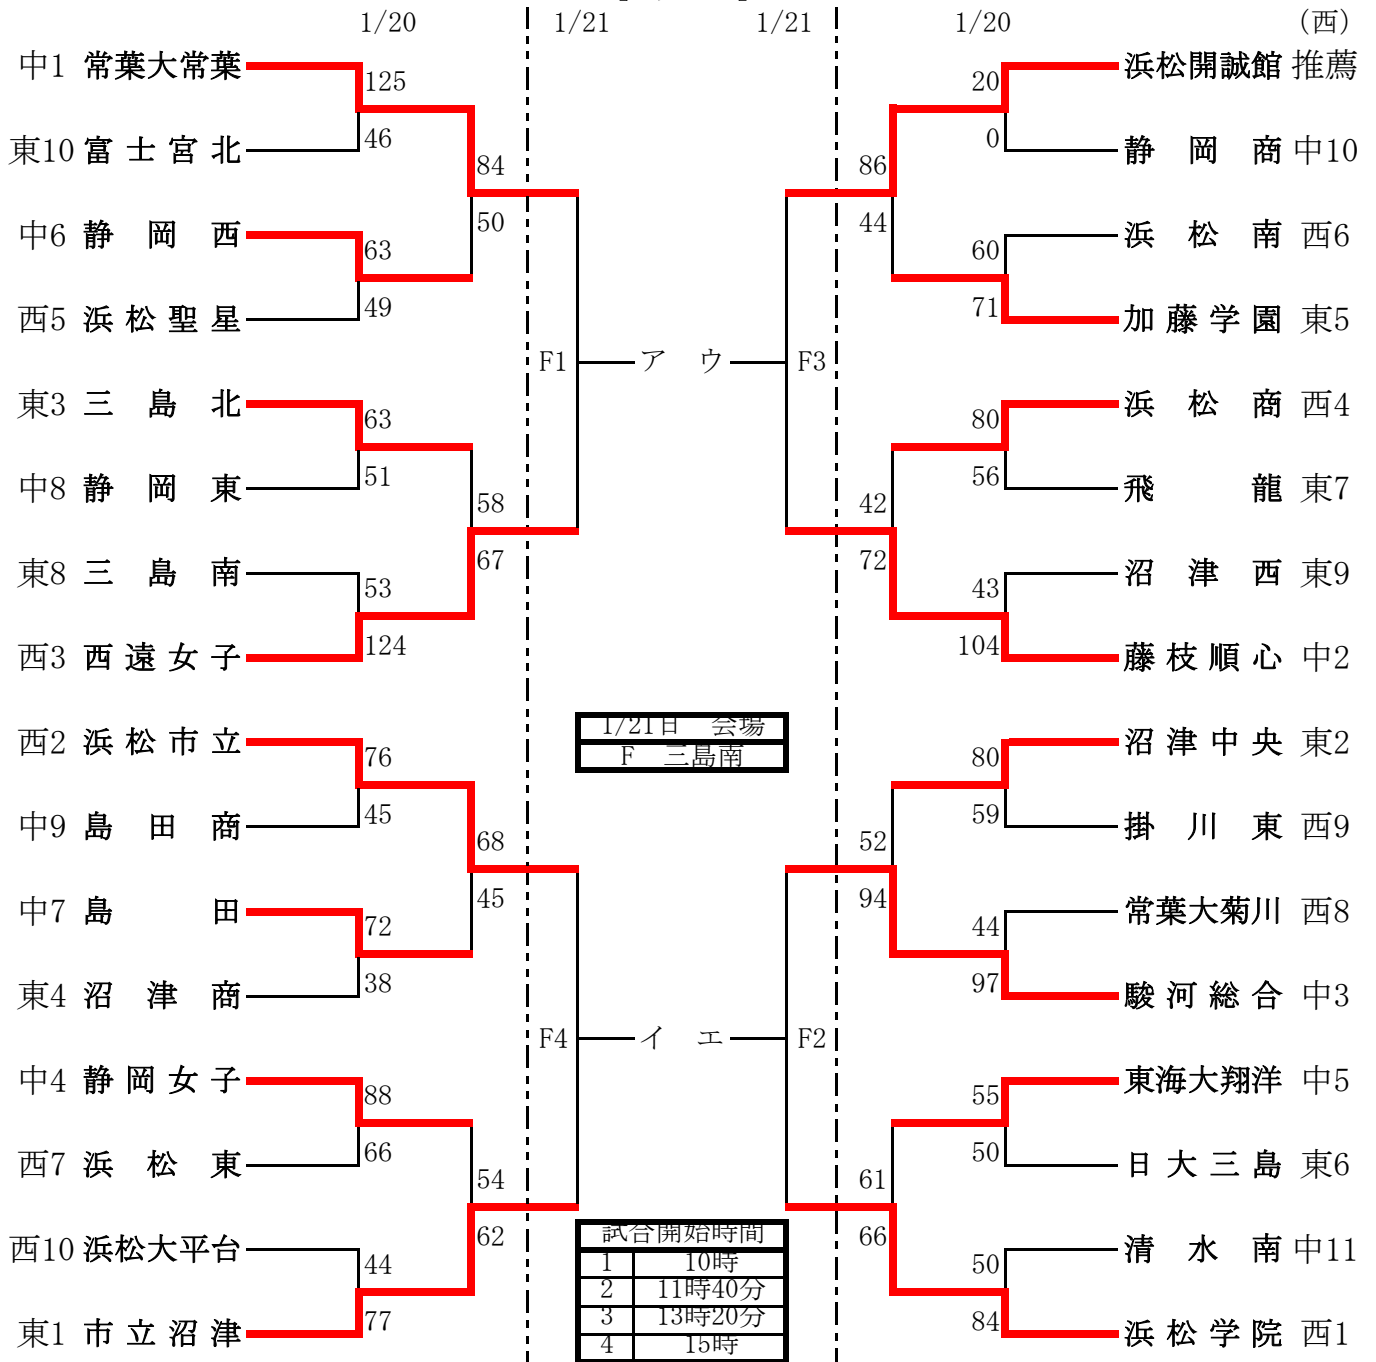 1/20 1/21 1/21 1/20 (西)
中1 常葉大常葉 125 20 浜松開誠館 推薦
東10 富士宮北 46 0 静岡商 中10
84 86
50 44
中6 静岡西 63 60 浜松南 西6
西5 浜松聖星 49 71 加藤学園 東5
F1 ア ウ F3
東3 三島北 63 80 浜松商 西4
中8 静岡東 51 56 飛龍 東7
58 42
67 72
東8 三島南 53 43 沼津西 東9
西3 西遠女子 124 104 藤枝順心 中2
1/21日 会場
F 三島南
西2 浜松市立 76 80 沼津中央 東2
中9 島田商 45 59 掛川東 西9
68 52
45 94
中7 島田 72 44 常葉大菊川 西8
東4 沼津商 38 97 駿河総合 中3
F4 イ エ F2
中4 静岡女子 88 55 東海大翔洋 中5
西7 浜松東 66 50 日大三島 東6
54 61
62 66
西10 浜松大平台 44 50 清水南 中11
東1 市立沼津 77 84 浜松学院 西1
試合開始時間
1 10時
2 11時40分
3 13時20分
4 15時